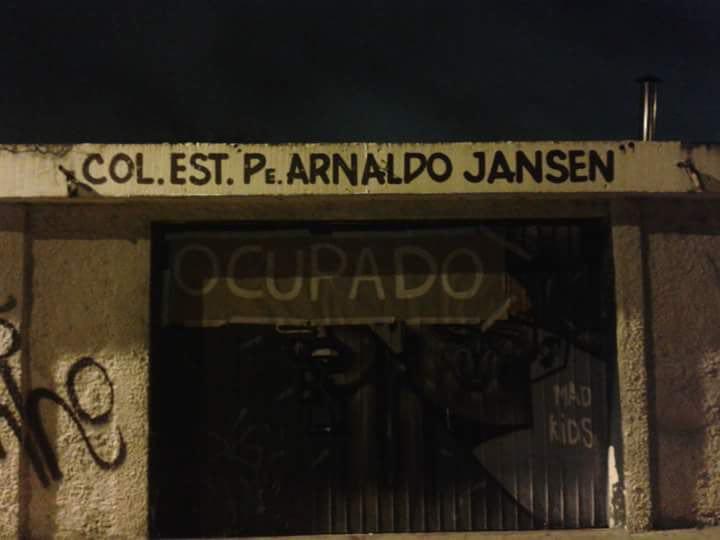 COL. EST. "Pe. ARNALDO JANSEN"
OCUPADO
MAD
KiDS